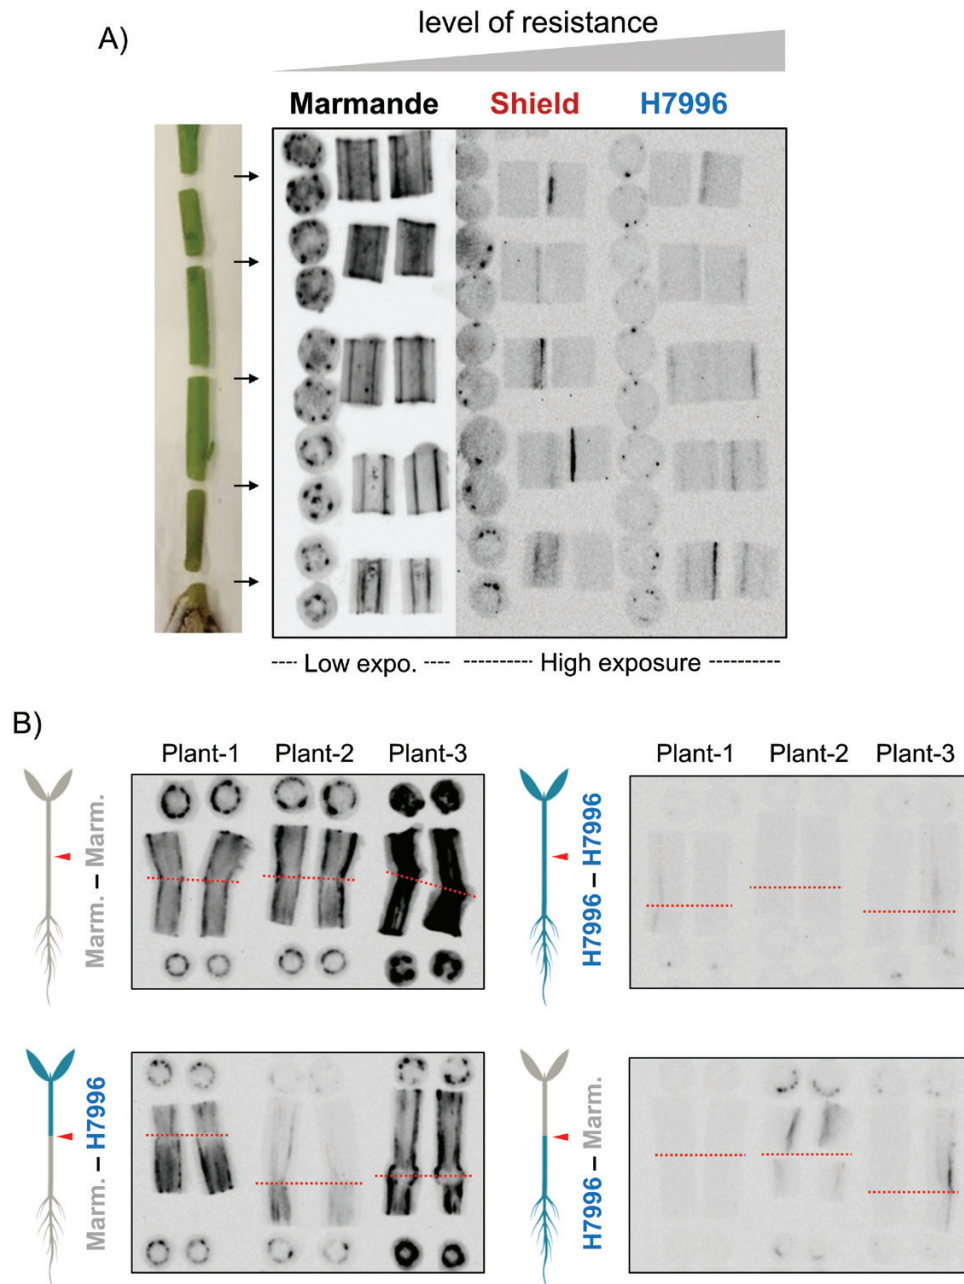 A)
level of resistance
Marmande Shield H7996
---- Low expo. ---- -------- High exposure --------
B)
Plant-1 Plant-2 Plant-3
Marm. – Marm.
Plant-1 Plant-2 Plant-3
H7996 – H7996
Marm. – H7996
H7996 – Marm.